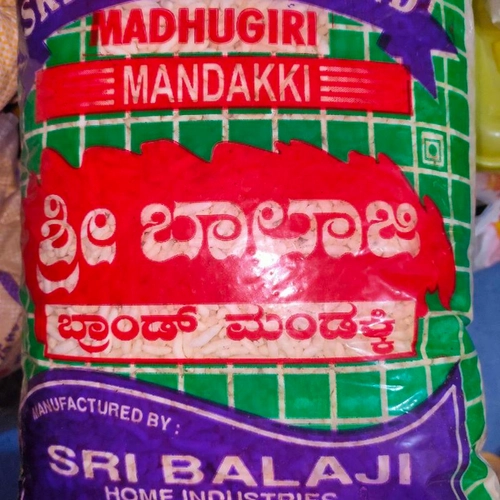 MADHUGIRI
MANDAKKI
ಶ್ರೀ ಬಾಲಾಜಿ
ಬ್ರಾಂಡ್ ಮಂಡಕ್ಕಿ
MANUFACTURED BY :
SRI BALAJI
HOME INDUSTRIES